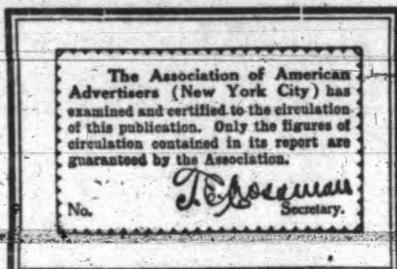 The Association of American
Advertisers (New York City) has
examined and certified to the circulation
of this publication. Only the figures of
circulation contained in its report are
guaranteed by the Association.
No.
Secretary.